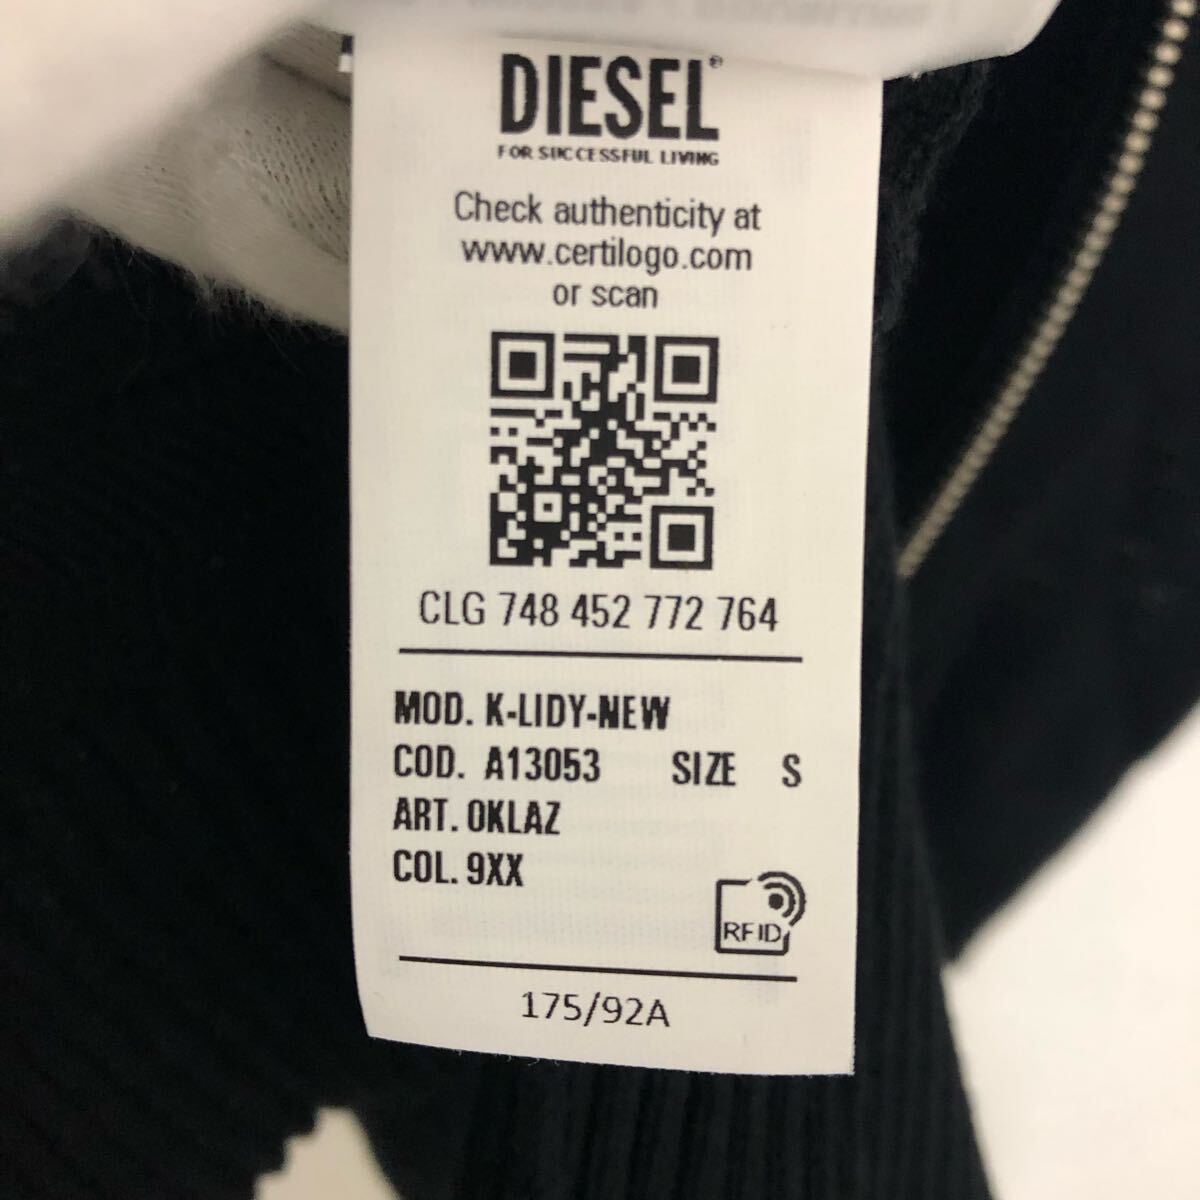 DIESEL®
FOR SUCCESSFUL LIVING
Check authenticity at
www.certilogo.com
or scan
CLG 748 452 772 764
MOD. K-LIDY-NEW
COD. A13053 SIZE S
ART. 0KLAZ
COL. 9XX
RFID
175/92A